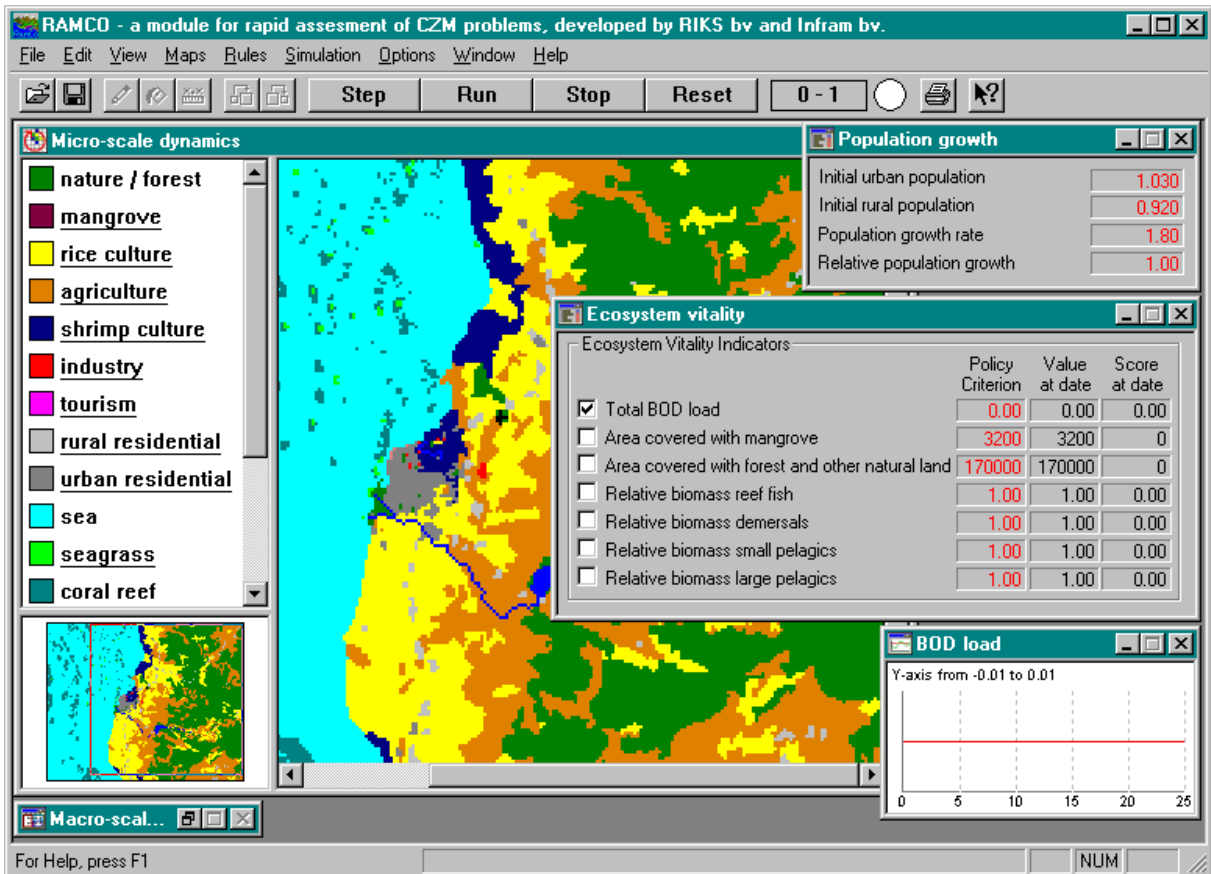 RAMCO - a module for rapid assesment of CZM problems, developed by RIKS bv and Infram bv.
File Edit View Maps Rules Simulation Options Window Help
Step Run Stop Reset 0 - 1
Micro-scale dynamics
nature / forest
mangrove
rice culture
agriculture
shrimp culture
industry
tourism
rural residential
urban residential
sea
seagrass
coral reef
Population growth
Initial urban population 1.030
Initial rural population 0.920
Population growth rate 1.80
Relative population growth 1.00
Ecosystem vitality
Ecosystem Vitality Indicators
Policy Criterion Value at date Score at date
Total BOD load 0.00 0.00 0.00
Area covered with mangrove 3200 3200 0
Area covered with forest and other natural land 170000 170000 0
Relative biomass reef fish 1.00 1.00 0.00
Relative biomass demersals 1.00 1.00 0.00
Relative biomass small pelagics 1.00 1.00 0.00
Relative biomass large pelagics 1.00 1.00 0.00
BOD load
Y-axis from -0.01 to 0.01
0 5 10 15 20 25
Macro-scal...
For Help, press F1
NUM